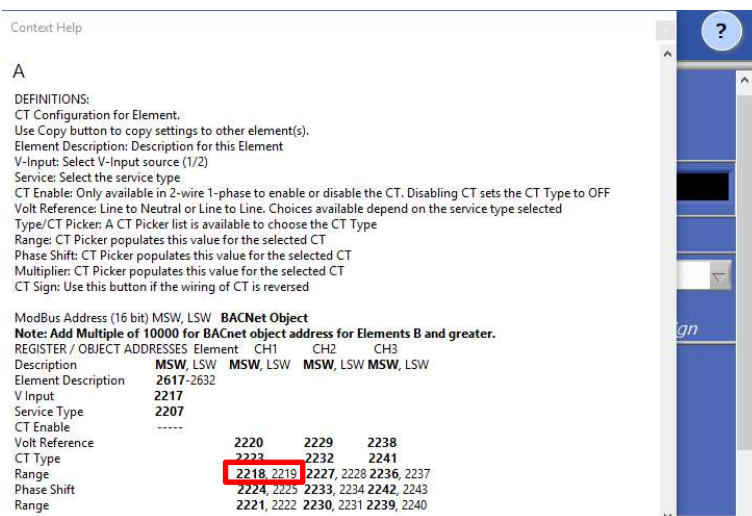 Context Help
?
A
DEFINITIONS:
CT Configuration for Element.
Use Copy button to copy settings to other element(s).
Element Description: Description for this Element
V-Input: Select V-Input source (1/2)
Service: Select the service type
CT Enable: Only available in 2-wire 1-phase to enable or disable the CT. Disabling CT sets the CT Type to OFF
Volt Reference: Line to Neutral or Line to Line. Choices available depend on the service type selected
Type/CT Picker: A CT Picker list is available to choose the CT Type
Range: CT Picker populates this value for the selected CT
Phase Shift: CT Picker populates this value for the selected CT
Multiplier: CT Picker populates this value for the selected CT
CT Sign: Use this button if the wiring of CT is reversed
ModBus Address (16 bit) MSW, LSW BACNet Object
Note: Add Multiple of 10000 for BACnet object address for Elements B and greater.
REGISTER / OBJECT ADDRESSES Element CH1 CH2 CH3
Description MSW, LSW MSW, LSW MSW, LSW MSW, LSW
Element Description 2617-2632
V Input 2217
Service Type 2207
CT Enable -----
Volt Reference 2220 2229 2238
CT Type 2223 2232 2241
Range 2218, 2219 2227, 2228 2236, 2237
Phase Shift 2224, 2225 2233, 2234 2242, 2243
Range 2221, 2222 2230, 2231 2239, 2240